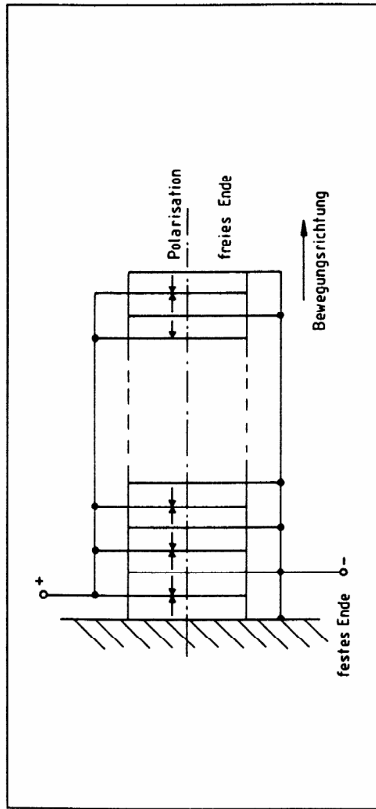 +
Polarisation
freies Ende
Bewegungsrichtung
festes Ende
-